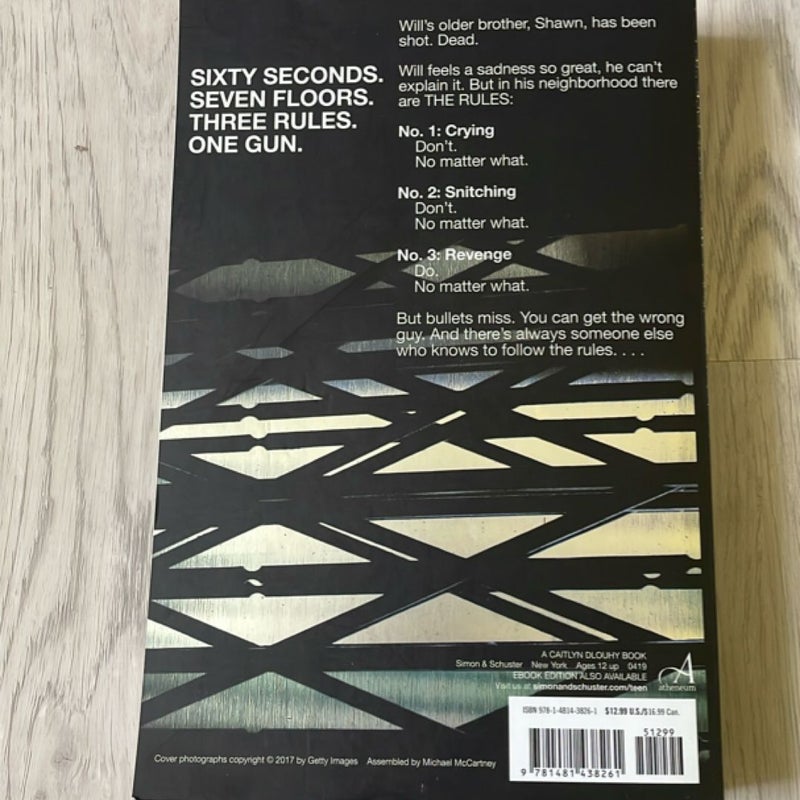 SIXTY SECONDS.
SEVEN FLOORS.
THREE RULES.
ONE GUN.
Will's older brother, Shawn, has been
shot. Dead.
Will feels a sadness so great, he can't
explain it. But in his neighborhood there
are THE RULES:
No. 1: Crying
Don't.
No matter what.
No. 2: Snitching
Don't.
No matter what.
No. 3: Revenge
Do.
No matter what.
But bullets miss. You can get the wrong
guy. And there's always someone else
who knows to follow the rules. . . .
A CAITLYN DLOUHY BOOK
Simon & Schuster New York Ages 12 up 0419
EBOOK EDITION ALSO AVAILABLE
Visit us at simonandschuster.com/teen
A
atheneum
ISBN 978-1-4814-3826-1 $12.99 U.S./$16.99 Can.
51299
9 781481 438261
Cover photographs copyright © 2017 by Getty Images Assembled by Michael McCartney